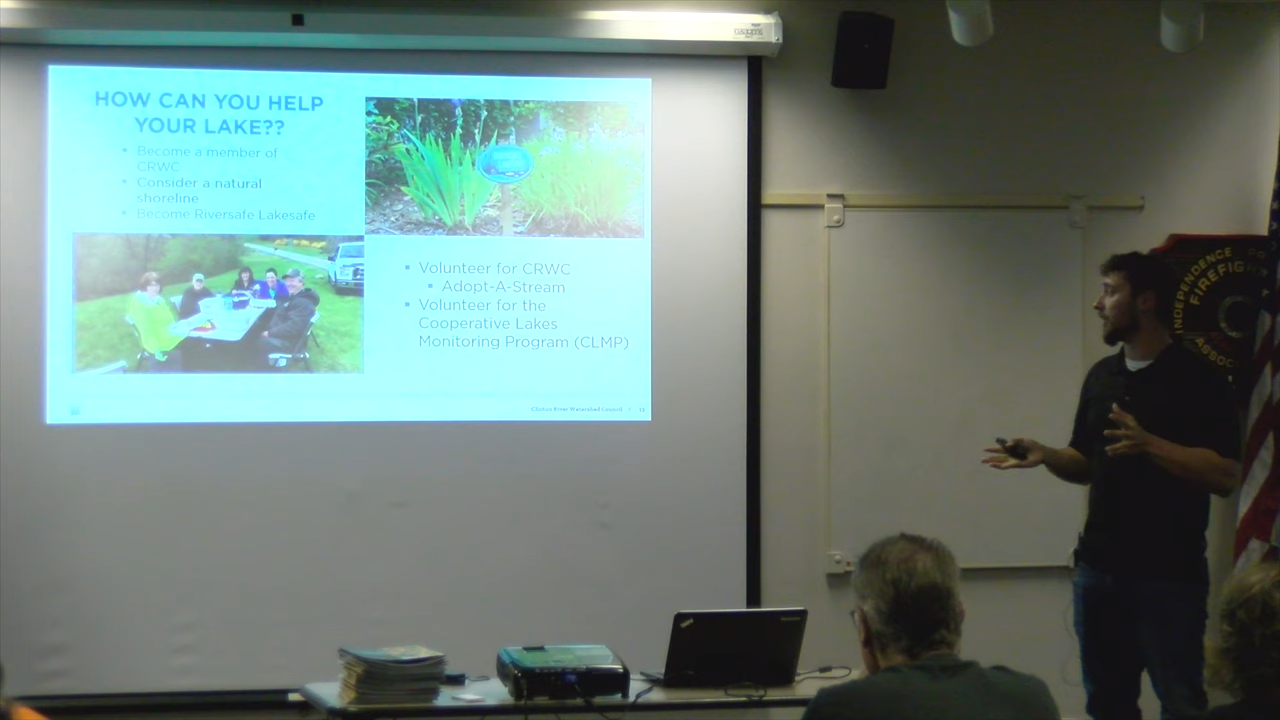 HOW CAN YOU HELP
YOUR LAKE??
▪ Become a member of
CRWC
▪ Consider a natural
shoreline
▪ Become Riversafe Lakesafe
▪ Volunteer for CRWC
▪ Adopt-A-Stream
▪ Volunteer for the
Cooperative Lakes
Monitoring Program (CLMP)
Clinton River Watershed Council
INDEPENDENCE
FIREFIGH
ASSOC